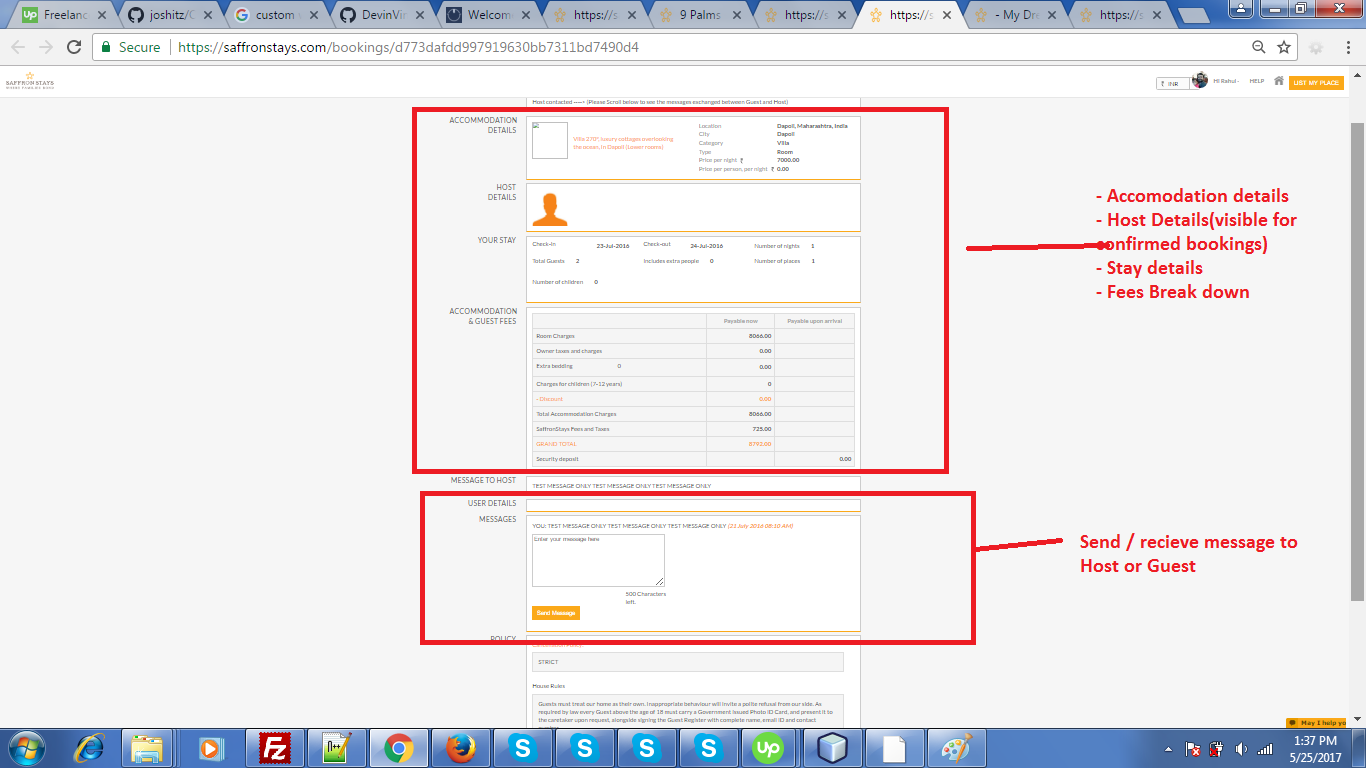 Freelanc
joshitz/C
custom
DevinVin
Welcom
https://s
9 Palms
https://s
https://s
- My Dre
https://s
Secure
https://saffronstays.com/bookings/d773dafdd997919630bb7311bd7490d4
SAFFRON STAYS
₹ INR
Hi Rahul
HELP
LIST MY PLACE
Host contacted ----> (Please Scroll below to see the messages exchanged between Guest and Host)
ACCOMMODATION
DETAILS
Villa 270°, luxury cottages overlooking
the ocean, in Dapoli (Lower rooms)
Location Dapoli, Maharashtra, India
City Dapoli
Category Villa
Type Room
Price per night ₹ 7000.00
Price per person, per night ₹ 0.00
HOST
DETAILS
YOUR STAY
Check-in 23-Jul-2016 Check-out 24-Jul-2016 Number of nights 1
Total Guests 2 Includes extra people 0 Number of places 1
Number of children 0
ACCOMMODATION
& GUEST FEES
Payable now Payable upon arrival
Room Charges 8066.00
Owner taxes and charges 0.00
Extra bedding 0 0.00
Charges for children (7-12 years) 0
- Discount 0.00
Total Accommodation Charges 8066.00
SaffronStays Fees and Taxes 725.00
GRAND TOTAL 8792.00
Security deposit 0.00
MESSAGE TO HOST
TEST MESSAGE ONLY TEST MESSAGE ONLY TEST MESSAGE ONLY
USER DETAILS
MESSAGES
YOU: TEST MESSAGE ONLY TEST MESSAGE ONLY TEST MESSAGE ONLY (21 July 2016 08:10 AM)
Enter your message here
500 Characters
left.
Send Message
POLICY
STRICT
House Rules
Guests must treat our home as their own. Inappropriate behaviour will invite a polite refusal from our side. As
required by law every Guest above the age of 18 must carry a Government Issued Photo ID Card, and present it to
the caretaker upon request, alongside signing the Guest Register with complete name, email ID and contact
- Accomodation details
- Host Details(visible for
confirmed bookings)
- Stay details
- Fees Break down
Send / recieve message to
Host or Guest
May I help yo
1:37 PM
5/25/2017